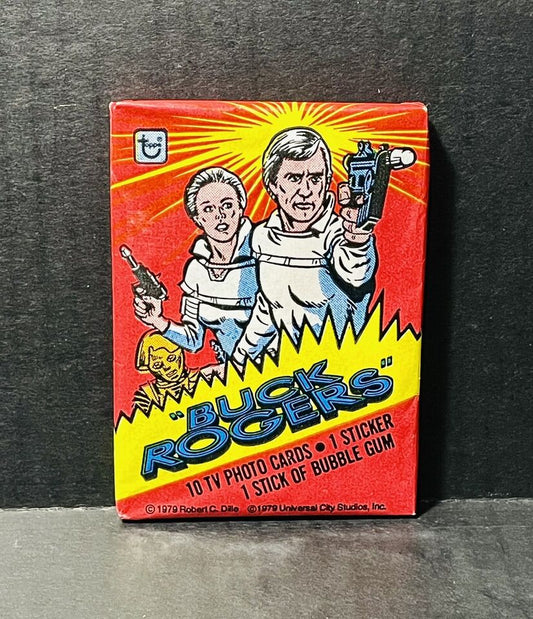 topps®
"BUCK
ROGERS"
10 TV PHOTO CARDS • 1 STICKER
1 STICK OF BUBBLE GUM
© 1979 Robert C. Dille ©1979 Universal City Studios, Inc.